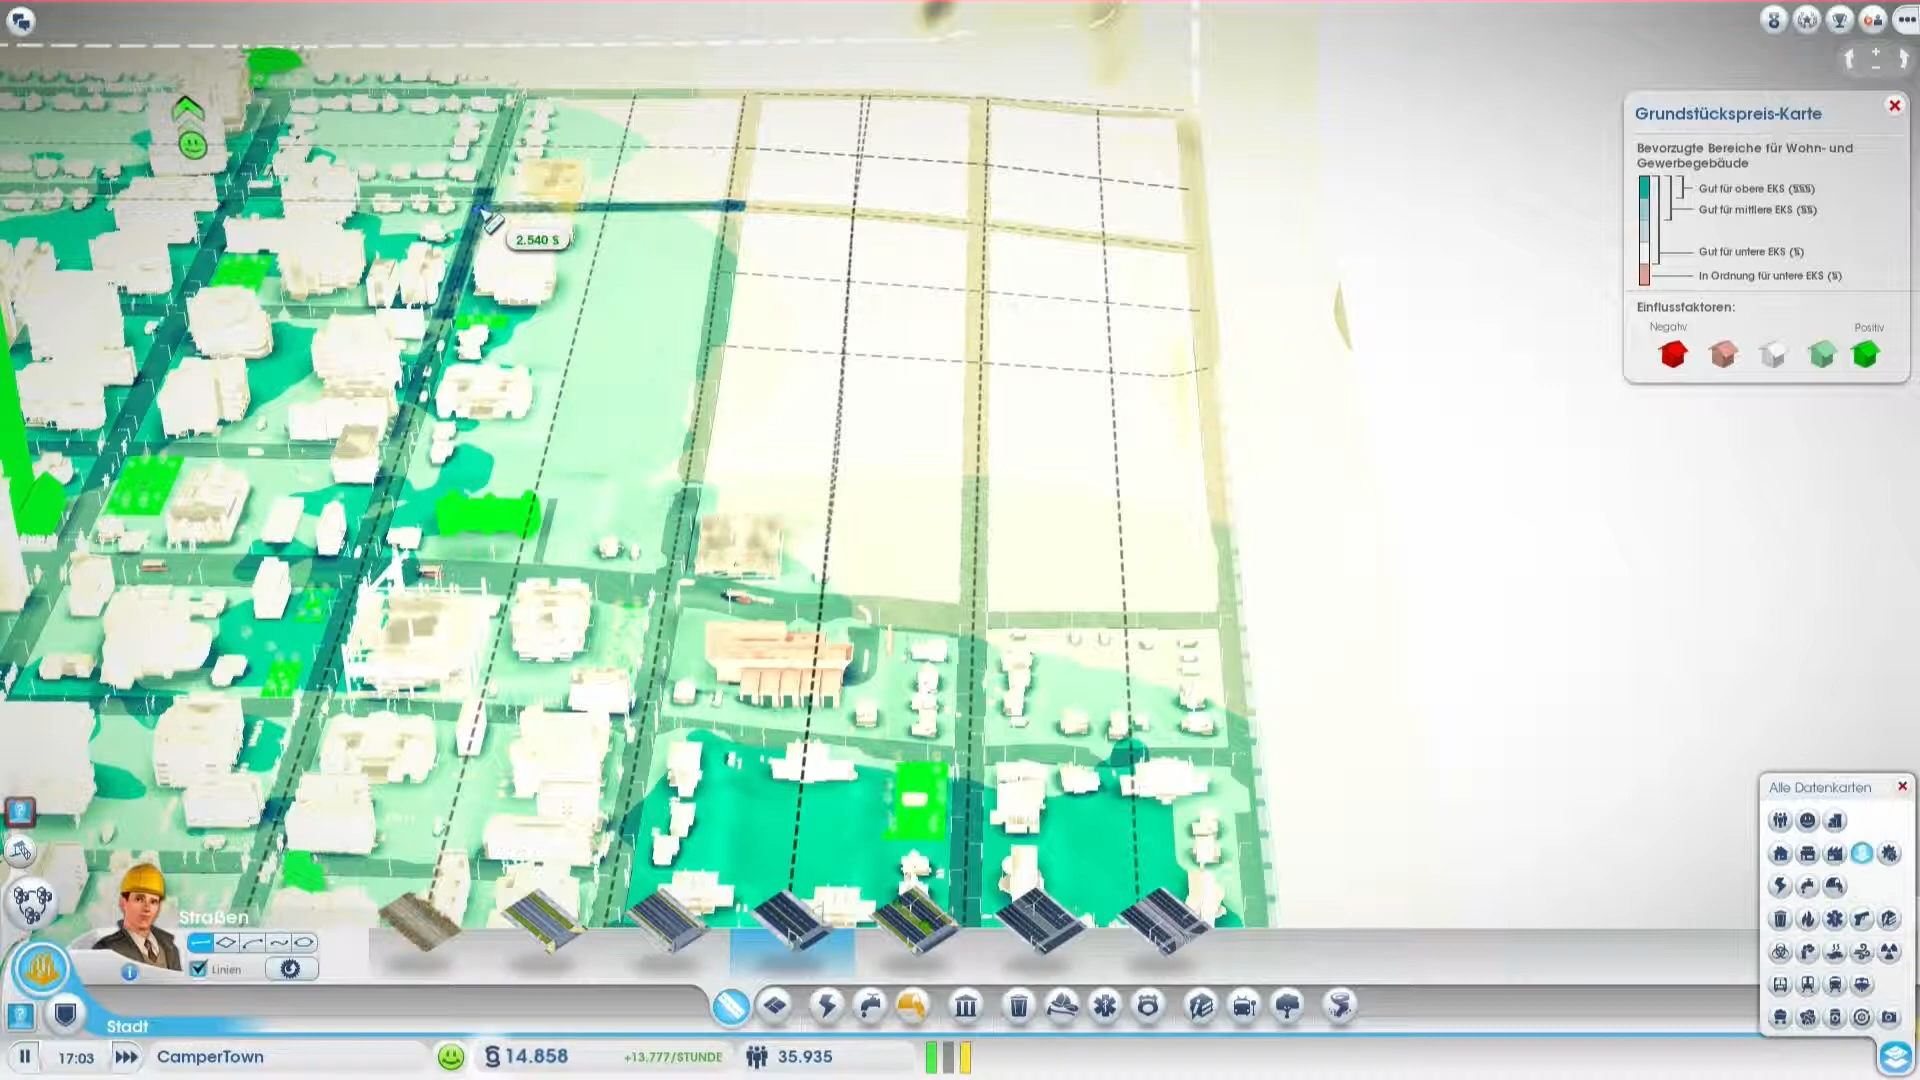 Grundstückspreis-Karte
Bevorzugte Bereiche für Wohn- und
Gewerbegebäude
Gut für obere EKS (§§§)
Gut für mittlere EKS (§§)
Gut für untere EKS (§)
In Ordnung für untere EKS (§)
Einflussfaktoren:
Negativ
Positiv
2.540 §
Alle Datenkarten
Straßen
Linien
Stadt
17:03
CamperTown
§14.858
+13.777/STUNDE
35.935